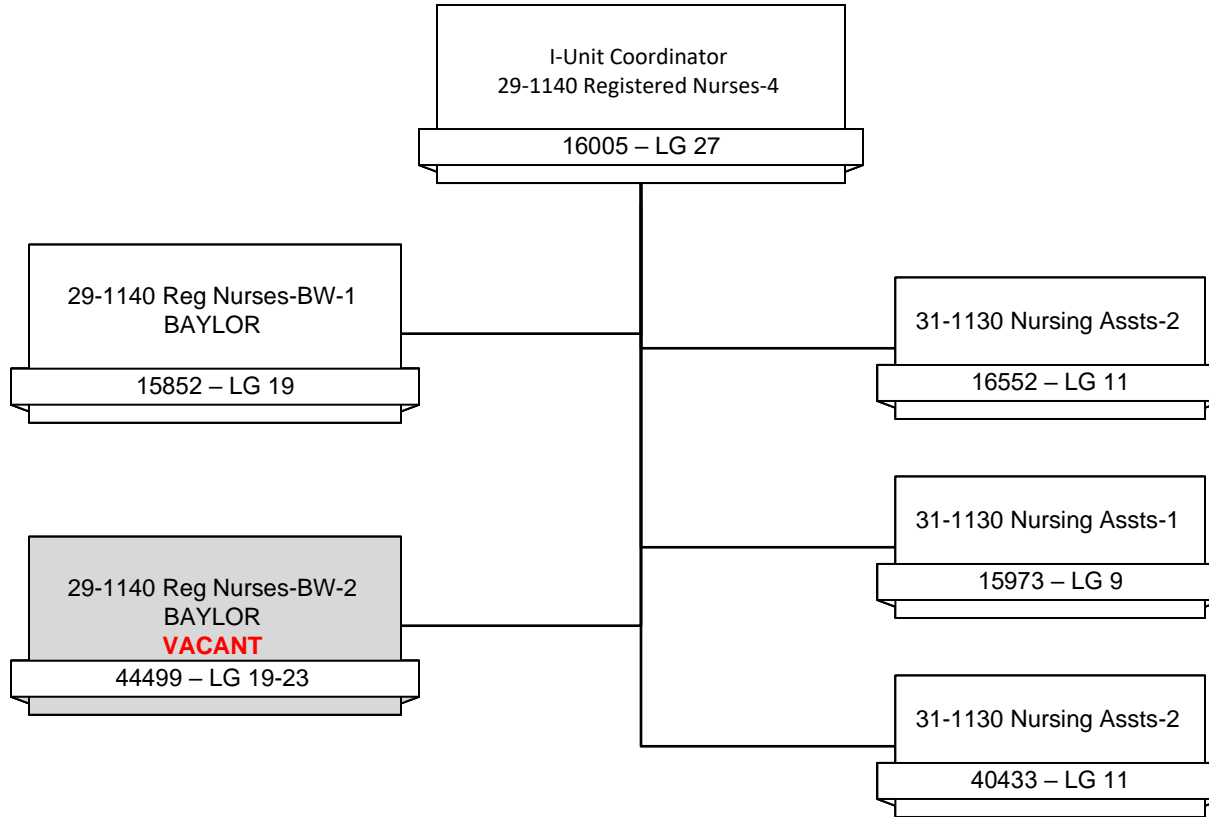 I-Unit Coordinator
29-1140 Registered Nurses-4
16005 – LG 27
29-1140 Reg Nurses-BW-1
BAYLOR
15852 – LG 19
31-1130 Nursing Assts-2
16552 – LG 11
31-1130 Nursing Assts-1
15973 – LG 9
29-1140 Reg Nurses-BW-2
BAYLOR
VACANT
44499 – LG 19-23
31-1130 Nursing Assts-2
40433 – LG 11